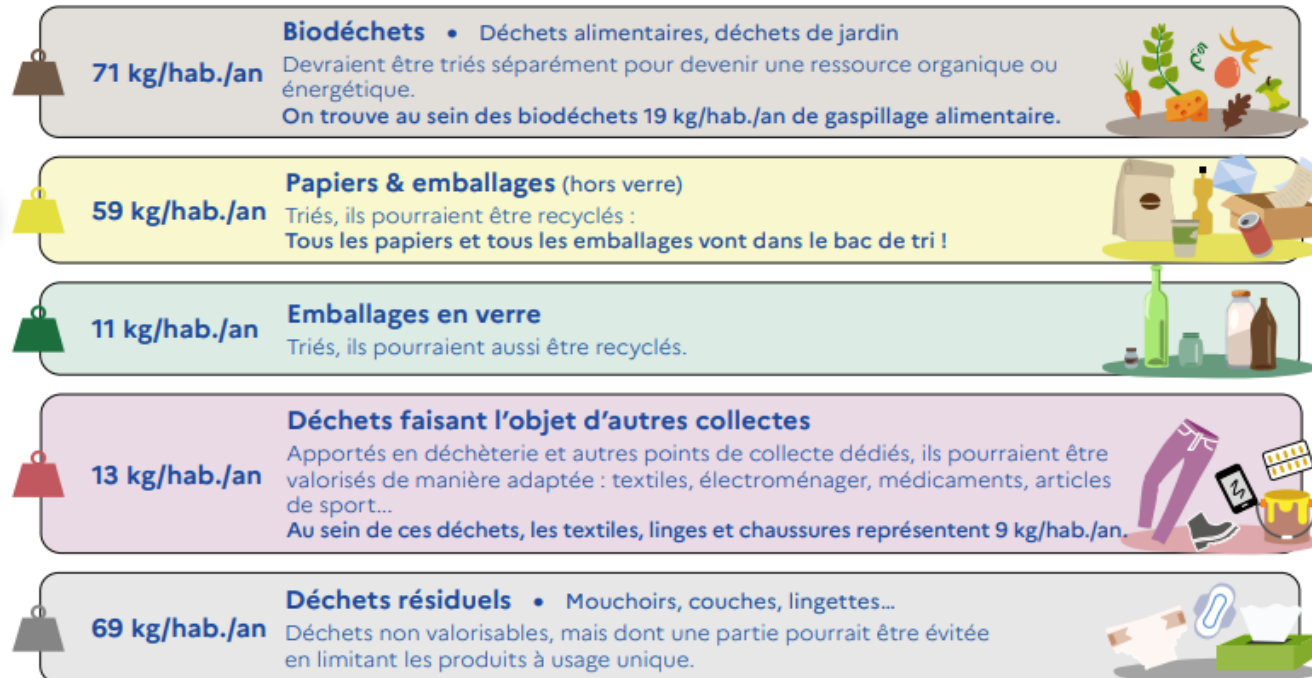 Biodéchets • Déchets alimentaires, déchets de jardin
71 kg/hab./an
Devraient être triés séparément pour devenir une ressource organique ou
énergétique.
On trouve au sein des biodéchets 19 kg/hab./an de gaspillage alimentaire.
Papiers & emballages (hors verre)
59 kg/hab./an
Triés, ils pourraient être recyclés :
Tous les papiers et tous les emballages vont dans le bac de tri !
Emballages en verre
11 kg/hab./an
Triés, ils pourraient aussi être recyclés.
Déchets faisant l’objet d’autres collectes
13 kg/hab./an
Apportés en déchèterie et autres points de collecte dédiés, ils pourraient être
valorisés de manière adaptée : textiles, électroménager, médicaments, articles
de sport...
Au sein de ces déchets, les textiles, linges et chaussures représentent 9 kg/hab./an.
Déchets résiduels • Mouchoirs, couches, lingettes...
69 kg/hab./an
Déchets non valorisables, mais dont une partie pourrait être évitée
en limitant les produits à usage unique.